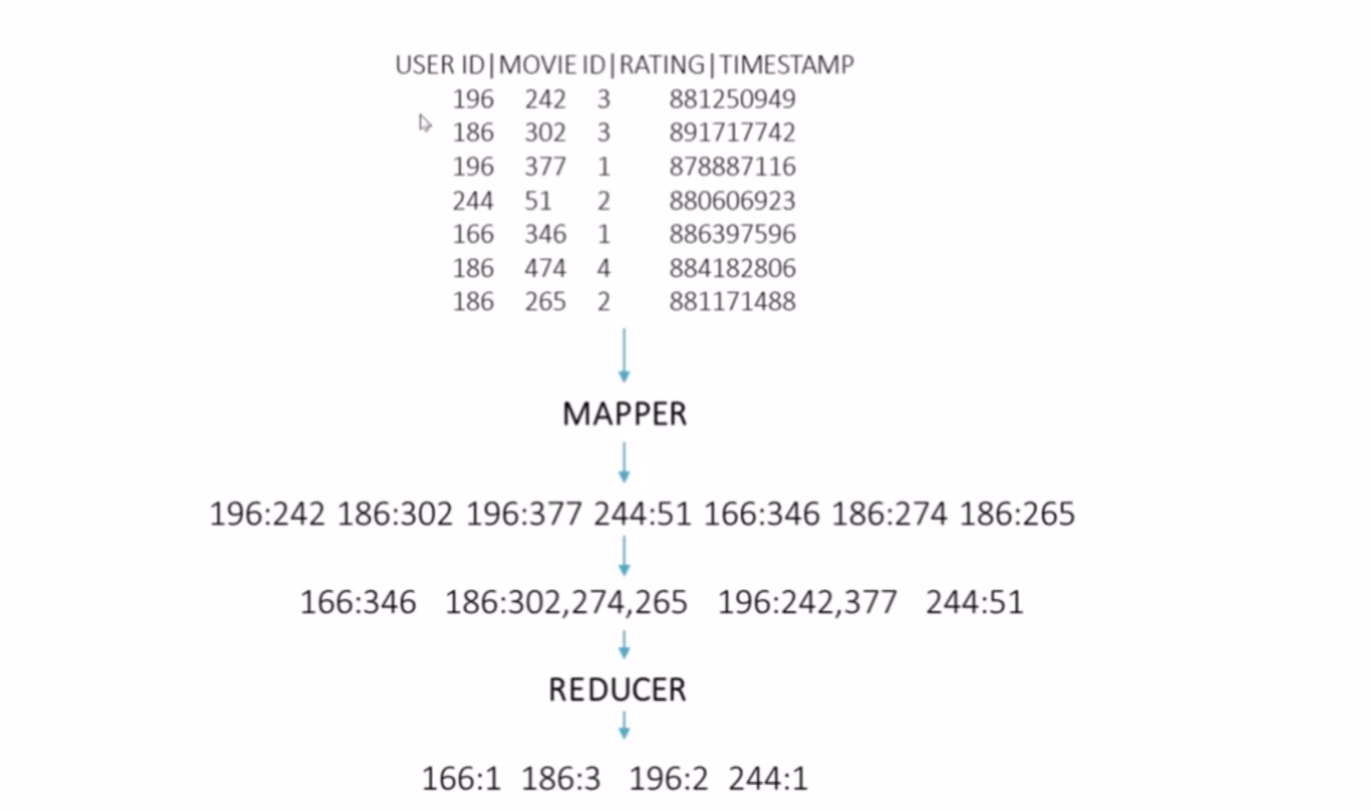 USER ID|MOVIE ID|RATING|TIMESTAMP
196 242 3 881250949
186 302 3 891717742
196 377 1 878887116
244 51 2 880606923
166 346 1 886397596
186 474 4 884182806
186 265 2 881171488
MAPPER
196:242 186:302 196:377 244:51 166:346 186:274 186:265
166:346 186:302,274,265 196:242,377 244:51
REDUCER
166:1 186:3 196:2 244:1